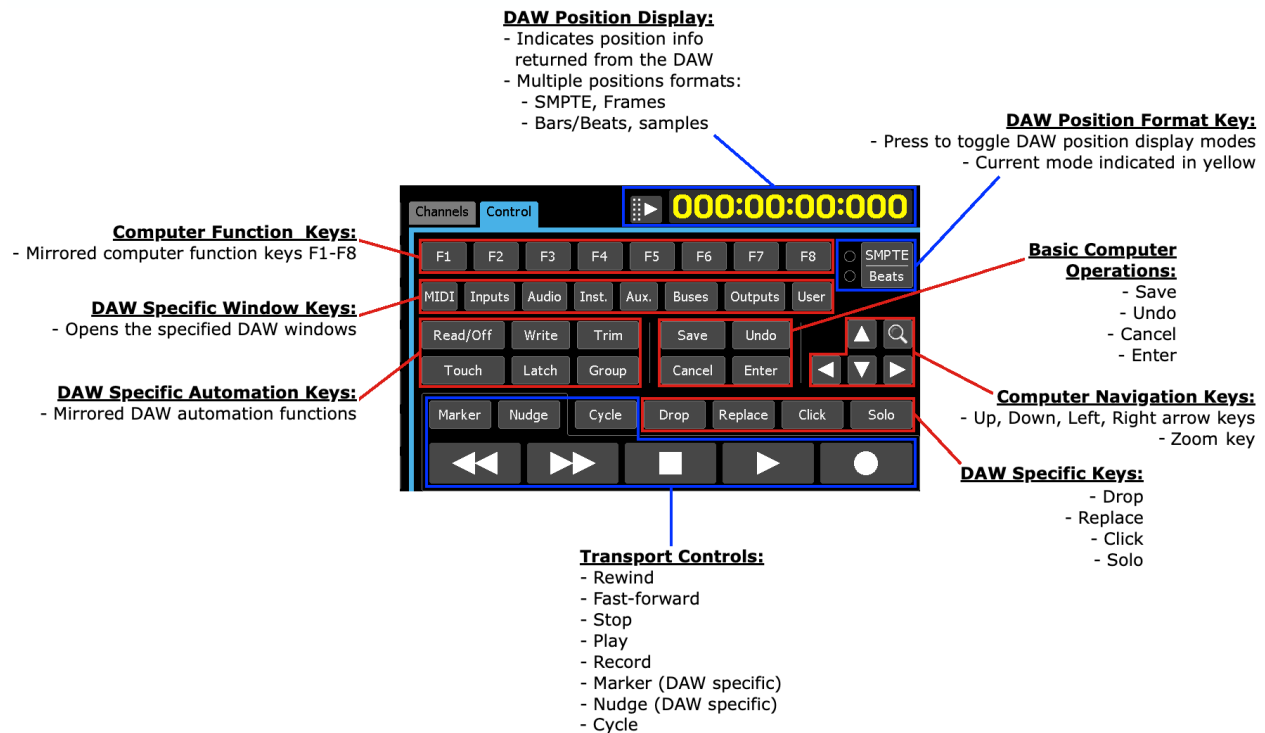 DAW Position Display:
- Indicates position info
returned from the DAW
- Multiple positions formats:
- SMPTE, Frames
- Bars/Beats, samples
DAW Position Format Key:
- Press to toggle DAW position display modes
- Current mode indicated in yellow
Computer Function Keys:
- Mirrored computer function keys F1-F8
DAW Specific Window Keys:
- Opens the specified DAW windows
DAW Specific Automation Keys:
- Mirrored DAW automation functions
Channels Control 000:00:00:000
F1 F2 F3 F4 F5 F6 F7 F8 SMPTE
Beats
MIDI Inputs Audio Inst. Aux. Buses Outputs User
Read/Off Write Trim Save Undo
Touch Latch Group Cancel Enter
Marker Nudge Cycle Drop Replace Click Solo
Basic Computer
Operations:
- Save
- Undo
- Cancel
- Enter
Computer Navigation Keys:
- Up, Down, Left, Right arrow keys
- Zoom key
DAW Specific Keys:
- Drop
- Replace
- Click
- Solo
Transport Controls:
- Rewind
- Fast-forward
- Stop
- Play
- Record
- Marker (DAW specific)
- Nudge (DAW specific)
- Cycle